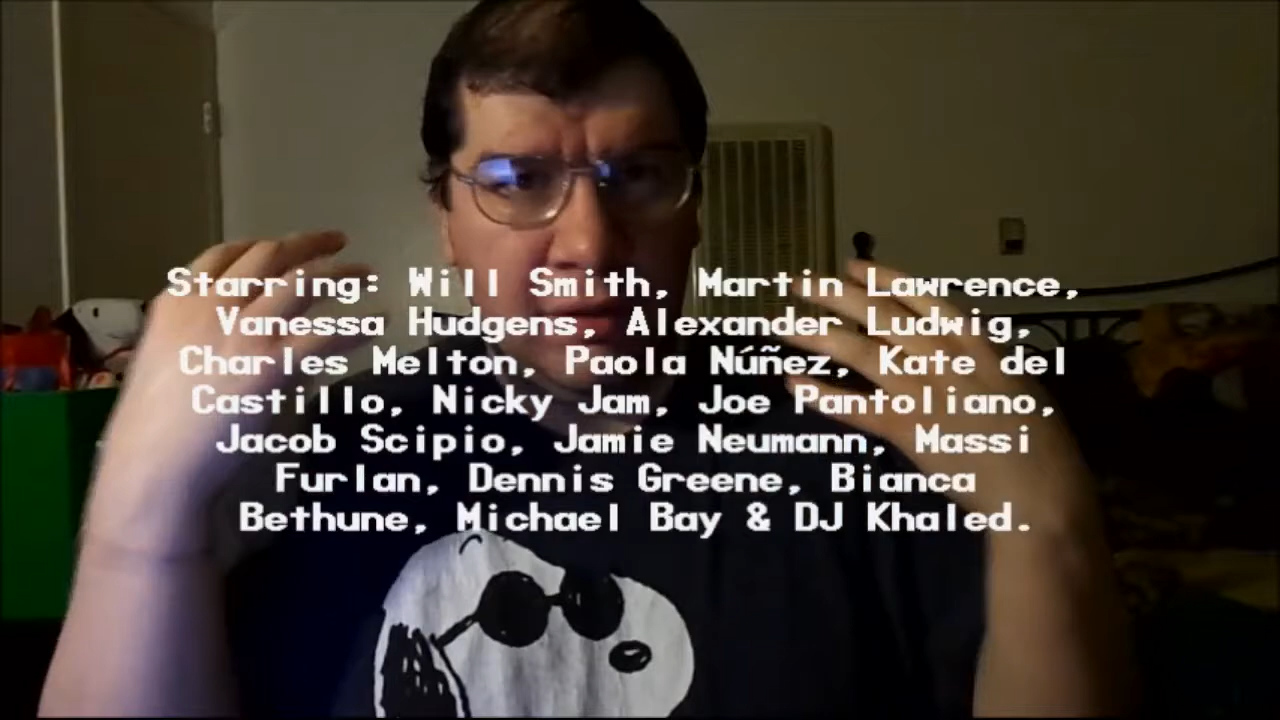 Starring: Will Smith, Martin Lawrence,
Vanessa Hudgens, Alexander Ludwig,
Charles Melton, Paola Núñez, Kate del
Castillo, Nicky Jam, Joe Pantoliano,
Jacob Scipio, Jamie Neumann, Massi
Furlan, Dennis Greene, Bianca
Bethune, Michael Bay & DJ Khaled.